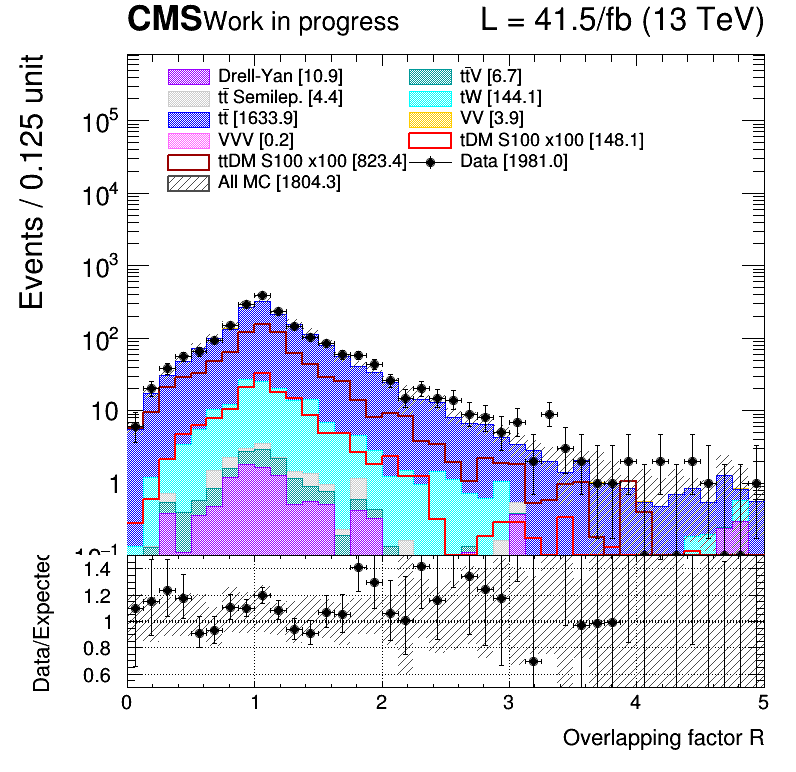 CMS Work in progress L = 41.5/fb (13 TeV)
Events / 0.125 unit
Drell-Yan [10.9] tt̄V [6.7]
tt̄ Semilep. [4.4] tW [144.1]
tt̄ [1633.9] VV [3.9]
VVV [0.2] tDM S100 x100 [148.1]
ttDM S100 x100 [823.4] Data [1981.0]
All MC [1804.3]
10⁵
10⁴
10³
10²
10
1
10⁻¹
Data/Expected
1.4
1.2
1
0.8
0.6
0 1 2 3 4 5
Overlapping factor R